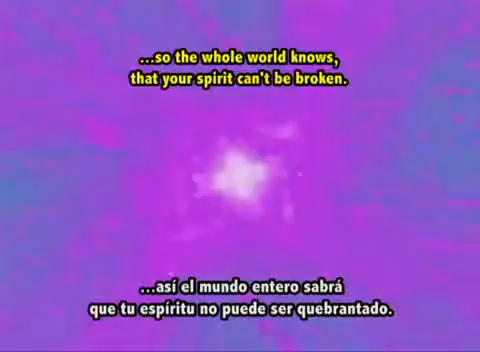 ...so the whole world knows,
that your spirit can't be broken.
...así el mundo entero sabrá
que tu espíritu no puede ser quebrantado.